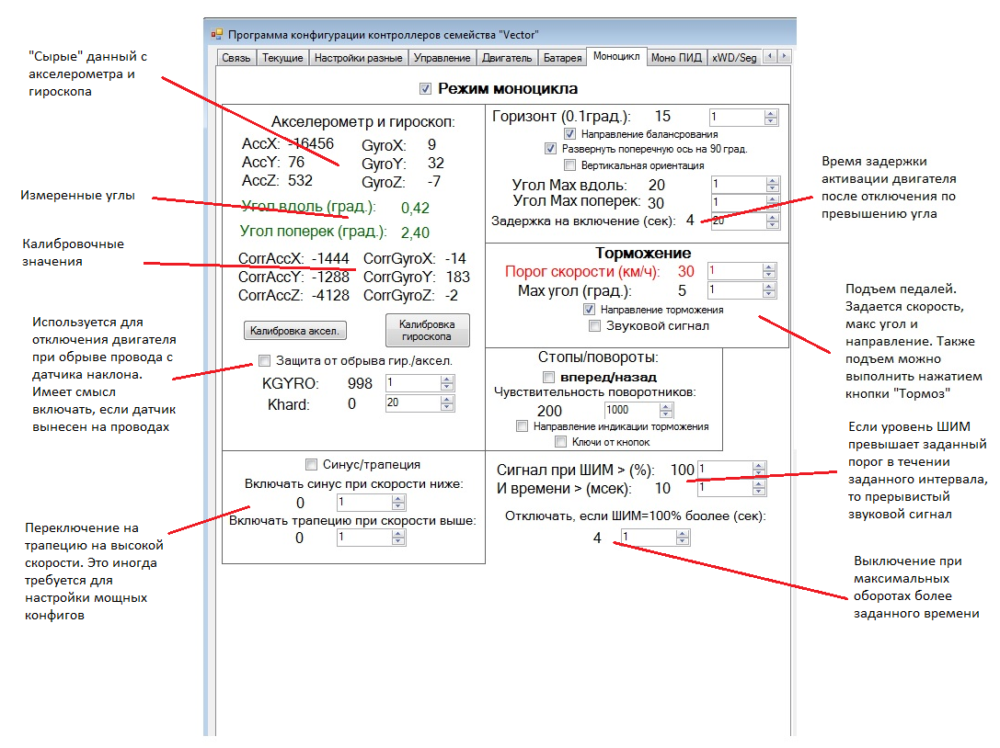 Программа конфигурации контроллеров семейства "Vector"
Связь Текущие Настройки разные Управление Двигатель Батарея Моноцикл Моно ПИД xWD/Seg
Режим моноцикла
"Сырые" данный с
акселерометра и
гироскопа
Измеренные углы
Калибровочные
значения
Используется для
отключения двигателя
при обрыве провода с
датчика наклона.
Имеет смысл
включать, если датчик
вынесен на проводах
Переключение на
трапецию на высокой
скорости. Это иногда
требуется для
настройки мощных
конфигов
Акселерометр и гироскоп:
AccX: -16456 GyroX: 9
AccY: 76 GyroY: 32
AccZ: 532 GyroZ: -7
Угол вдоль (град.): 0,42
Угол поперек (град.): 2,40
CorrAccX: -1444 CorrGyroX: -14
CorrAccY: -1288 CorrGyroY: 183
CorrAccZ: -4128 CorrGyroZ: -2
Калибровка аксел.
Калибровка
гироскопа
Защита от обрыва гир./аксел.
KGYRO: 998 1
Khard: 0 20
Синус/трапеция
Включать синус при скорости ниже:
0 1
Включать трапецию при скорости выше:
0 1
Горизонт (0.1град.): 15 1
Направление балансрования
Развернуть поперечную ось на 90 град.
Вертикальная ориентация
Угол Мах вдоль: 20 1
Угол Мах поперек: 30 1
Задержка на включение (сек): 4 20
Торможение
Порог скорости (км/ч): 30 1
Мах угол (град.): 5 1
Направление торможения
Звуковой сигнал
Стопы/повороты:
вперед/назад
Чувствительность поворотников:
200 1000
Направление индикации торможения
Ключи от кнопок
Сигнал при ШИМ > (%): 100 1
И времени > (мсек): 10 1
Отключать, если ШИМ=100% боолее (сек):
4 1
Время задержки
активации двигателя
после отключения по
превышению угла
Подъем педалей.
Задается скорость,
макс угол и
направление. Также
подъем можно
выполнить нажатием
кнопки "Тормоз"
Если уровень ШИМ
превышает заданный
порог в течении
заданного интервала,
то прерывистый
звуковой сигнал
Выключение при
максимальных
оборотах более
заданного времени